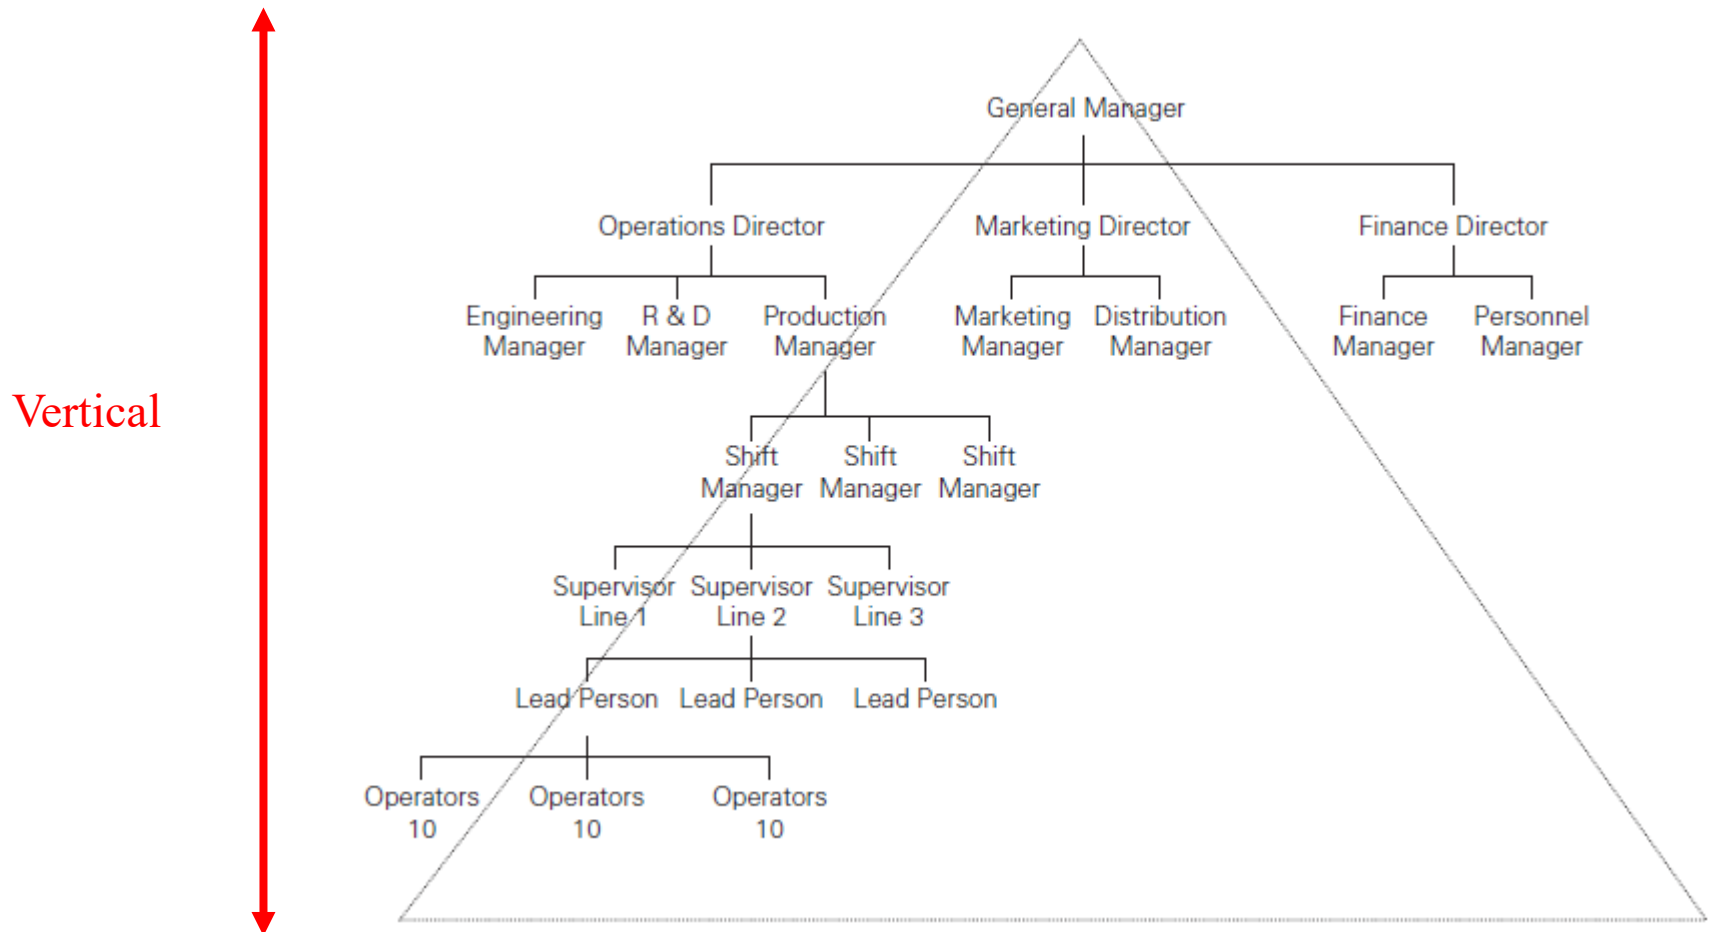 General Manager
Operations Director Marketing Director Finance Director
Engineering R & D Production Marketing Distribution Finance Personnel
Manager Manager Manager Manager Manager Manager Manager
Vertical
Shift Shift Shift
Manager Manager Manager
Supervisor Supervisor Supervisor
Line 1 Line 2 Line 3
Lead Person Lead Person Lead Person
Operators Operators Operators
10 10 10